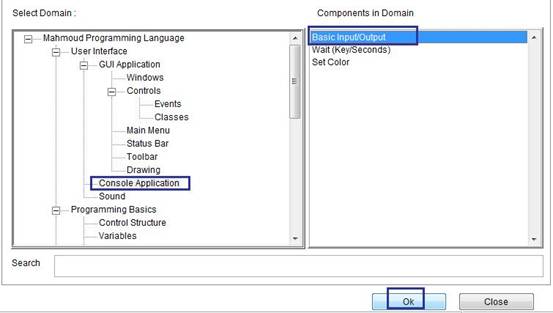 Select Domain :
Components in Domain
Mahmoud Programming Language
User Interface
GUI Application
Windows
Controls
Events
Classes
Main Menu
Status Bar
Toolbar
Drawing
Console Application
Sound
Programming Basics
Control Structure
Variables
Basic Input/Output
Wait (Key/Seconds)
Set Color
Search
Ok
Close